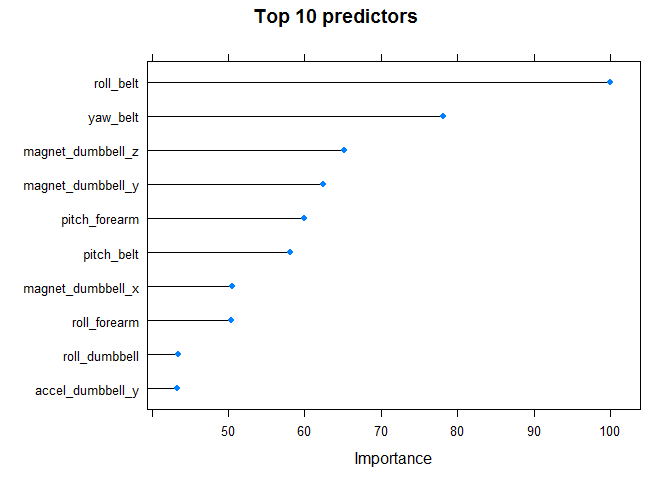 Top 10 predictors
roll_belt
yaw_belt
magnet_dumbbell_z
magnet_dumbbell_y
pitch_forearm
pitch_belt
magnet_dumbbell_x
roll_forearm
roll_dumbbell
accel_dumbbell_y
50 60 70 80 90 100
Importance